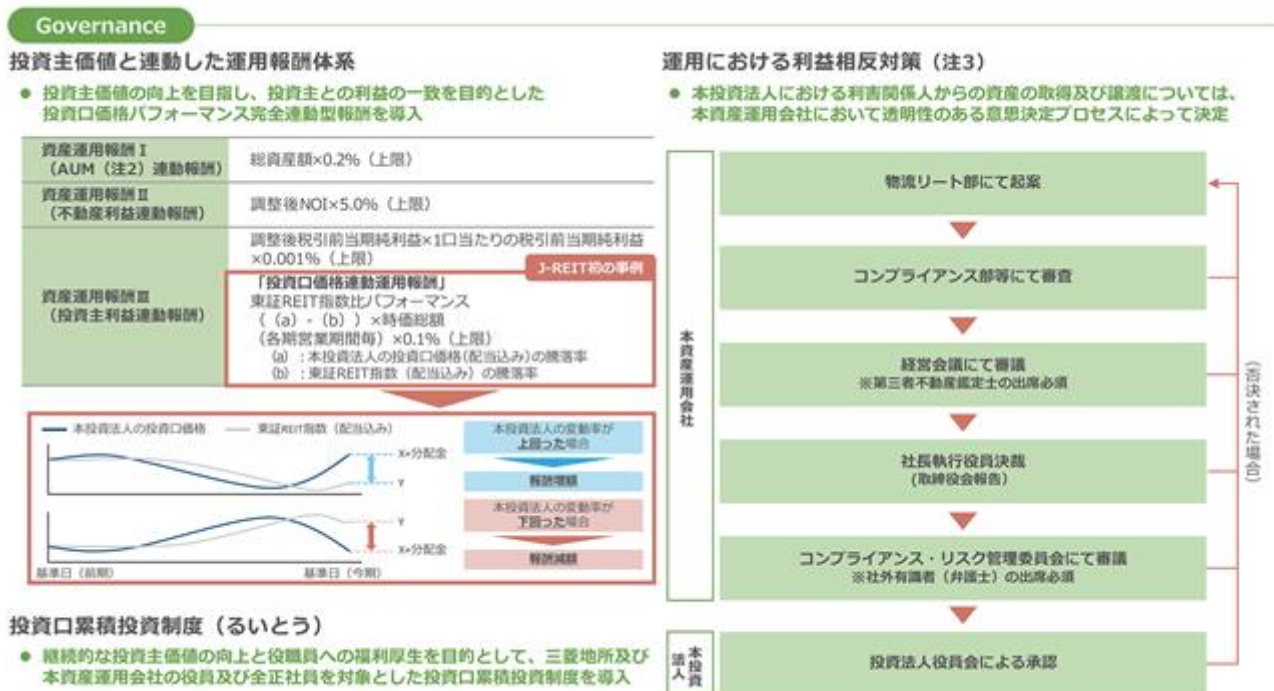 Governance
投資主価値と連動した運用報酬体系
● 投資主価値の向上を目指し、投資主との利益の一致を目的とした
投資口価格パフォーマンス完全連動型報酬を導入
資産運用報酬Ⅰ
（AUM（注2）連動報酬）
総資産額×0.2%（上限）
資産運用報酬Ⅱ
（不動産利益連動報酬）
調整後NOI×5.0%（上限）
資産運用報酬Ⅲ
（投資主利益連動報酬）
調整後税引前当期純利益×1口当たりの税引前当期純利益
×0.001%（上限）
J-REIT初の事例
「投資口価格連動運用報酬」
東証REIT指数比パフォーマンス
（（a）-（b））×時価総額
（各期営業期間毎）×0.1%（上限）
（a）：本投資法人の投資口価格（配当込み）の騰落率
（b）：東証REIT指数（配当込み）の騰落率
本投資法人の投資口価格
東証REIT指数（配当込み）
X+分配金
Y
Y
X+分配金
基準日（前期）
基準日（今期）
本投資法人の変動率が
上回った場合
報酬増額
本投資法人の変動率が
下回った場合
報酬減額
投資口累積投資制度（るいとう）
● 継続的な投資主価値の向上と役職員への福利厚生を目的として、三菱地所及び
本資産運用会社の役員及び全正社員を対象とした投資口累積投資制度を導入
運用における利益相反対策（注3）
● 本投資法人における利害関係人からの資産の取得及び譲渡については、
本資産運用会社において透明性のある意思決定プロセスによって決定
本資産運用会社
物流リート部にて起案
コンプライアンス部等にて審査
経営会議にて審議
※第三者不動産鑑定士の出席必須
社長執行役員決裁
(取締役会報告）
コンプライアンス・リスク管理委員会にて審議
※社外有識者（弁護士）の出席必須
（否決された場合）
本投資
法人
投資法人役員会による承認